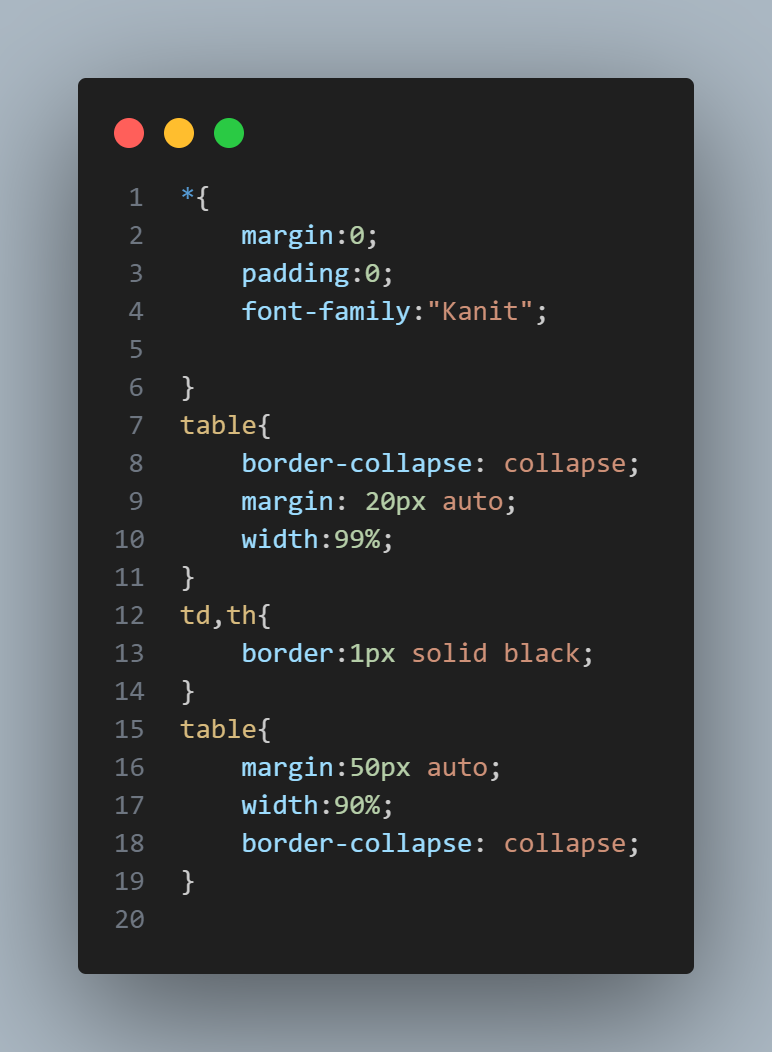 1 *{
2     margin:0;
3     padding:0;
4     font-family:"Kanit";
5
6 }
7 table{
8     border-collapse: collapse;
9     margin: 20px auto;
10     width:99%;
11 }
12 td,th{
13     border:1px solid black;
14 }
15 table{
16     margin:50px auto;
17     width:90%;
18     border-collapse: collapse;
19 }
20